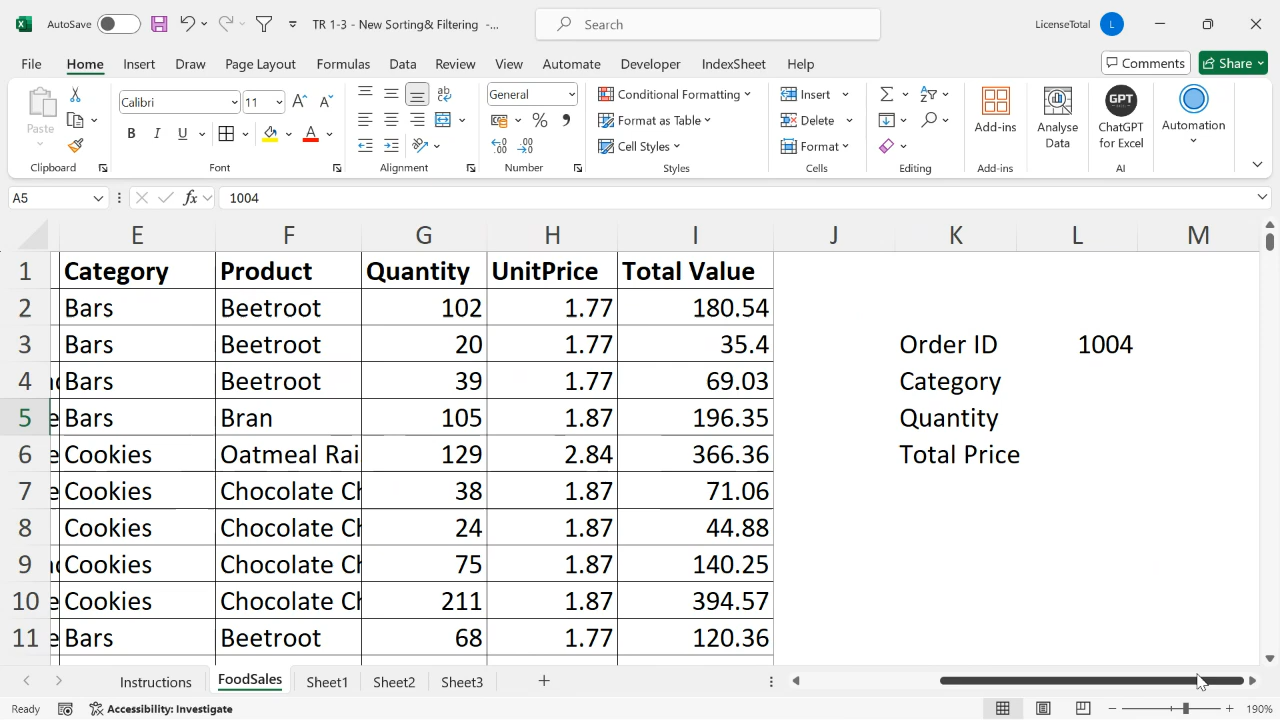 AutoSave TR 1-3 - New Sorting& Filtering -... Search LicenseTotal L
File Home Insert Draw Page Layout Formulas Data Review View Automate Developer IndexSheet Help Comments Share
Paste Calibri 11 General Conditional Formatting Insert
B I U A Format as Table Delete Add-ins Analyse Data GPT ChatGPT for Excel Automation
Cell Styles Format
Clipboard Font Alignment Number Styles Cells Editing Add-ins AI
A5 fx 1004
E F G H I J K L M
1 Category Product Quantity UnitPrice Total Value
2 Bars Beetroot 102 1.77 180.54
3 Bars Beetroot 20 1.77 35.4 Order ID 1004
4 Bars Beetroot 39 1.77 69.03 Category
5 Bars Bran 105 1.87 196.35 Quantity
6 Cookies Oatmeal Rai 129 2.84 366.36 Total Price
7 Cookies Chocolate Ch 38 1.87 71.06
8 Cookies Chocolate Ch 24 1.87 44.88
9 Cookies Chocolate Ch 75 1.87 140.25
10 Cookies Chocolate Ch 211 1.87 394.57
11 Bars Beetroot 68 1.77 120.36
Instructions FoodSales Sheet1 Sheet2 Sheet3
Ready Accessibility: Investigate 190%